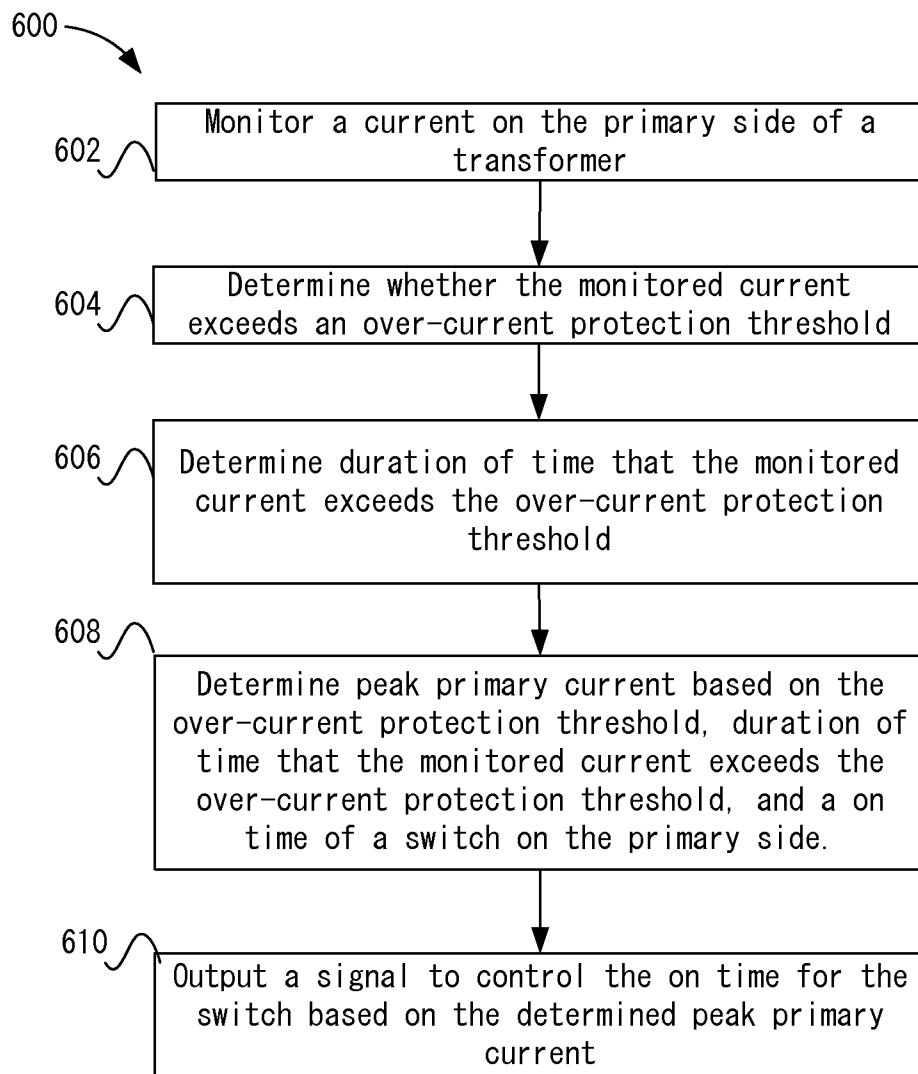 600
Monitor a current on the primary side of a
transformer
602
Determine whether the monitored current
exceeds an over-current protection threshold
604
Determine duration of time that the monitored
current exceeds the over-current protection
threshold
606
608
Determine peak primary current based on the
over-current protection threshold, duration of
time that the monitored current exceeds the
over-current protection threshold, and a on
time of a switch on the primary side.
610
Output a signal to control the on time for the
switch based on the determined peak primary
current